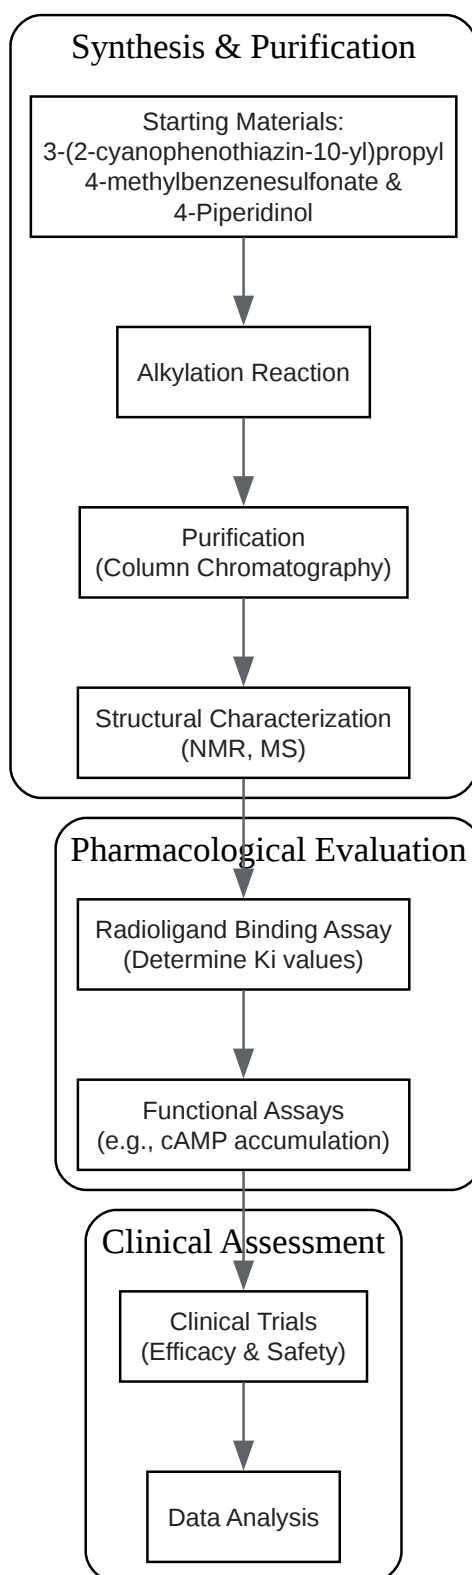 Synthesis & Purification
Starting Materials:
3-(2-cyanophenothiazin-10-yl)propyl
4-methylbenzenesulfonate &
4-Piperidinol
Alkylation Reaction
Purification
(Column Chromatography)
Structural Characterization
(NMR, MS)
Pharmacological Evaluation
Radioligand Binding Assay
(Determine Ki values)
Functional Assays
(e.g., cAMP accumulation)
Clinical Assessment
Clinical Trials
(Efficacy & Safety)
Data Analysis